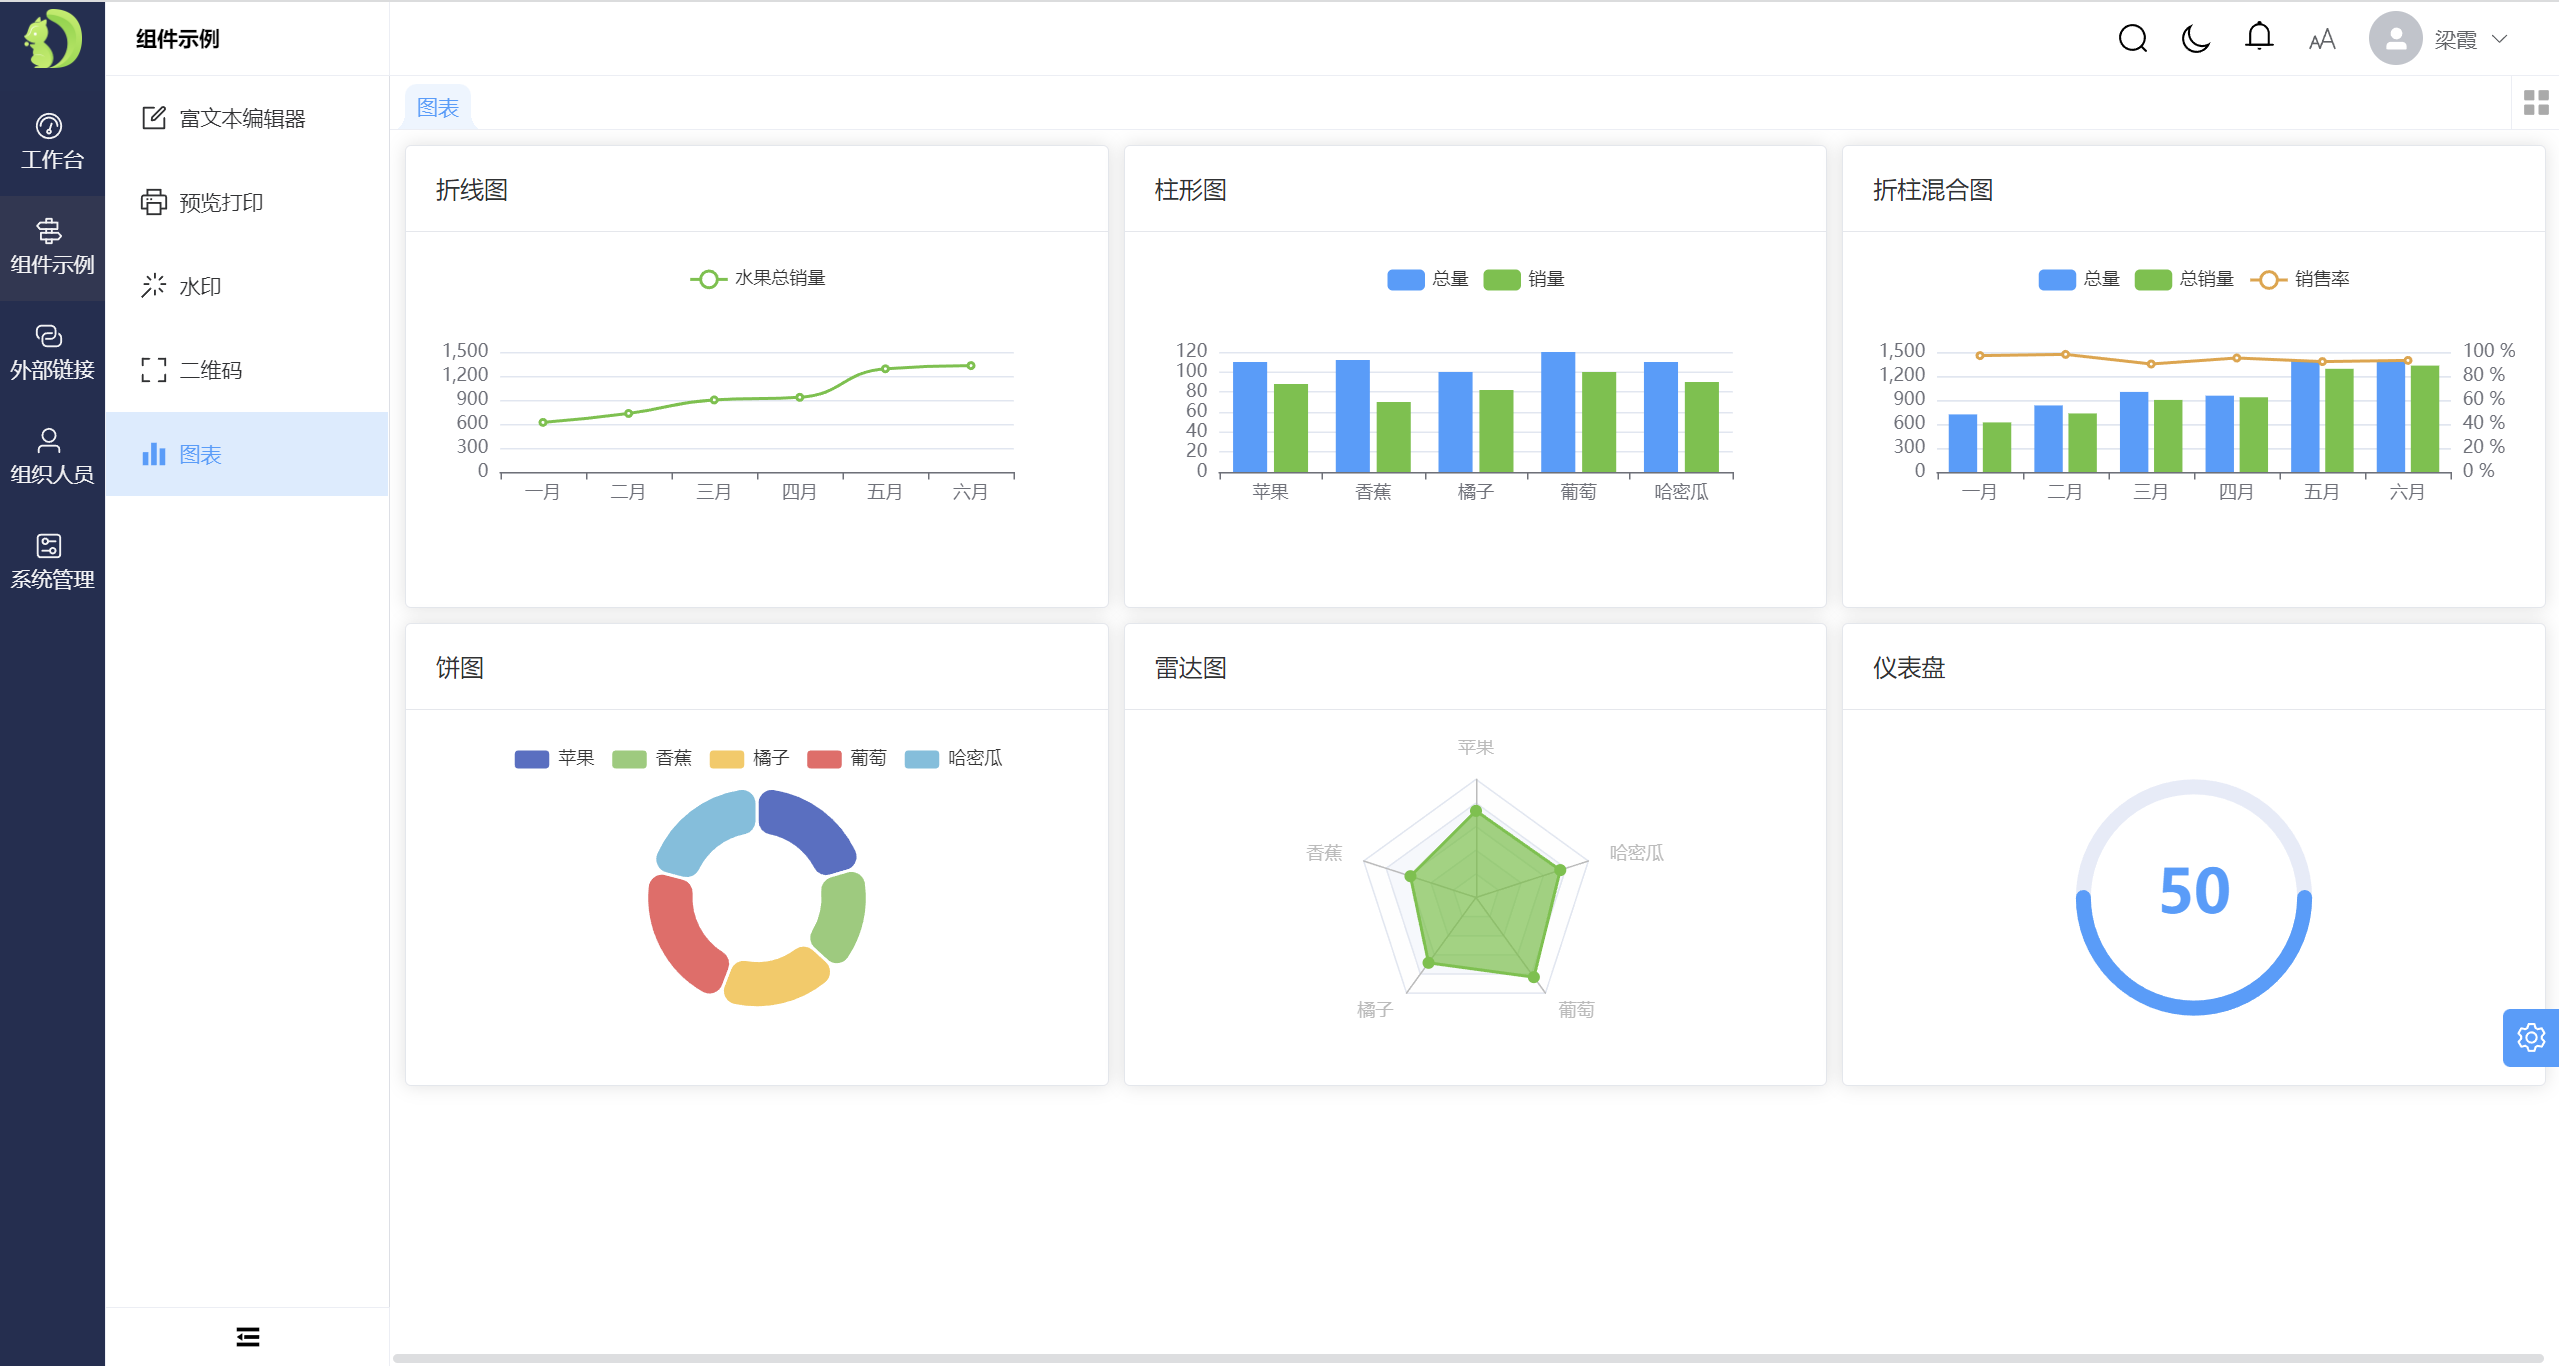 组件示例
梁霞
工作台
组件示例
外部链接
组织人员
系统管理
富文本编辑器
预览打印
水印
二维码
图表
图表
折线图
水果总销量
1,500
1,200
900
600
300
0
一月 二月 三月 四月 五月 六月
柱形图
总量 销量
120
100
80
60
40
20
0
苹果 香蕉 橘子 葡萄 哈密瓜
折柱混合图
总量 总销量 销售率
1,500 100 %
1,200 80 %
900 60 %
600 40 %
300 20 %
0 0 %
一月 二月 三月 四月 五月 六月
饼图
苹果 香蕉 橘子 葡萄 哈密瓜
雷达图
苹果
香蕉 哈密瓜
橘子 葡萄
仪表盘
50